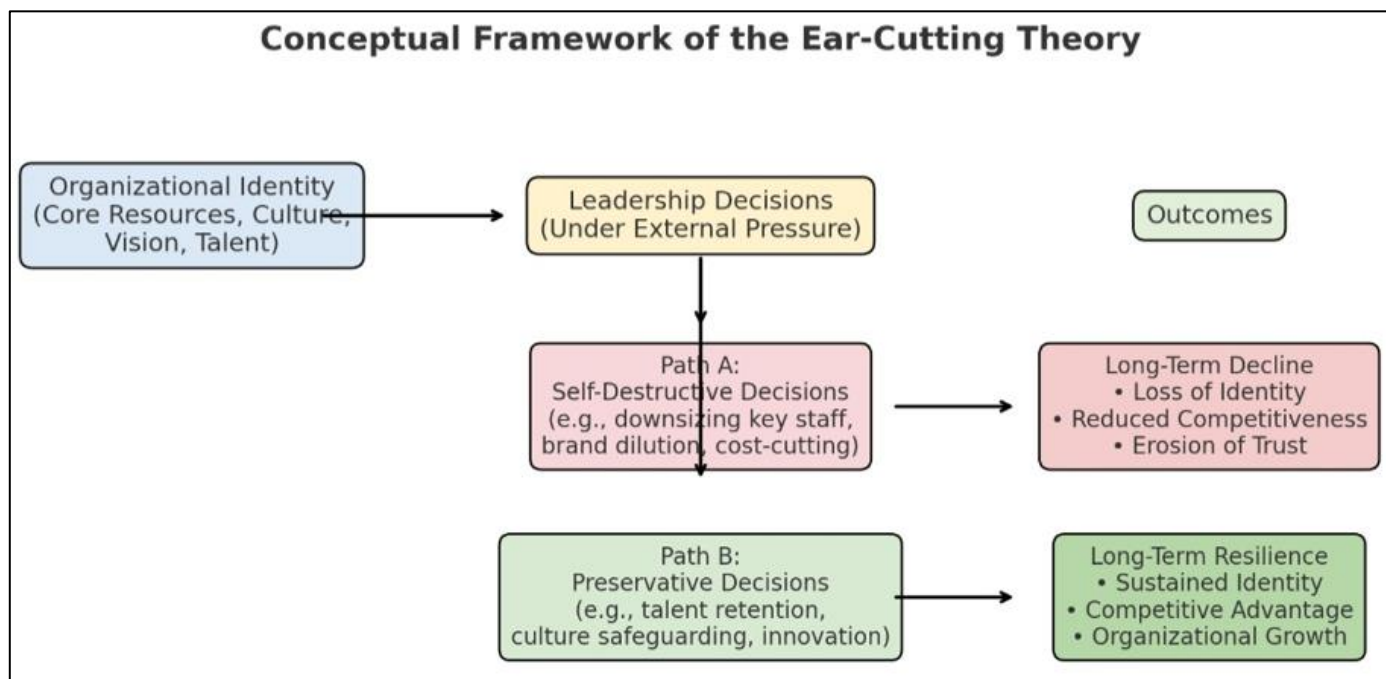 Conceptual Framework of the Ear-Cutting Theory
Organizational Identity
(Core Resources, Culture,
Vision, Talent)
Leadership Decisions
(Under External Pressure)
Outcomes
Path A:
Self-Destructive Decisions
(e.g., downsizing key staff,
brand dilution, cost-cutting)
Long-Term Decline
• Loss of Identity
• Reduced Competitiveness
• Erosion of Trust
Path B:
Preservative Decisions
(e.g., talent retention,
culture safeguarding, innovation)
Long-Term Resilience
• Sustained Identity
• Competitive Advantage
• Organizational Growth